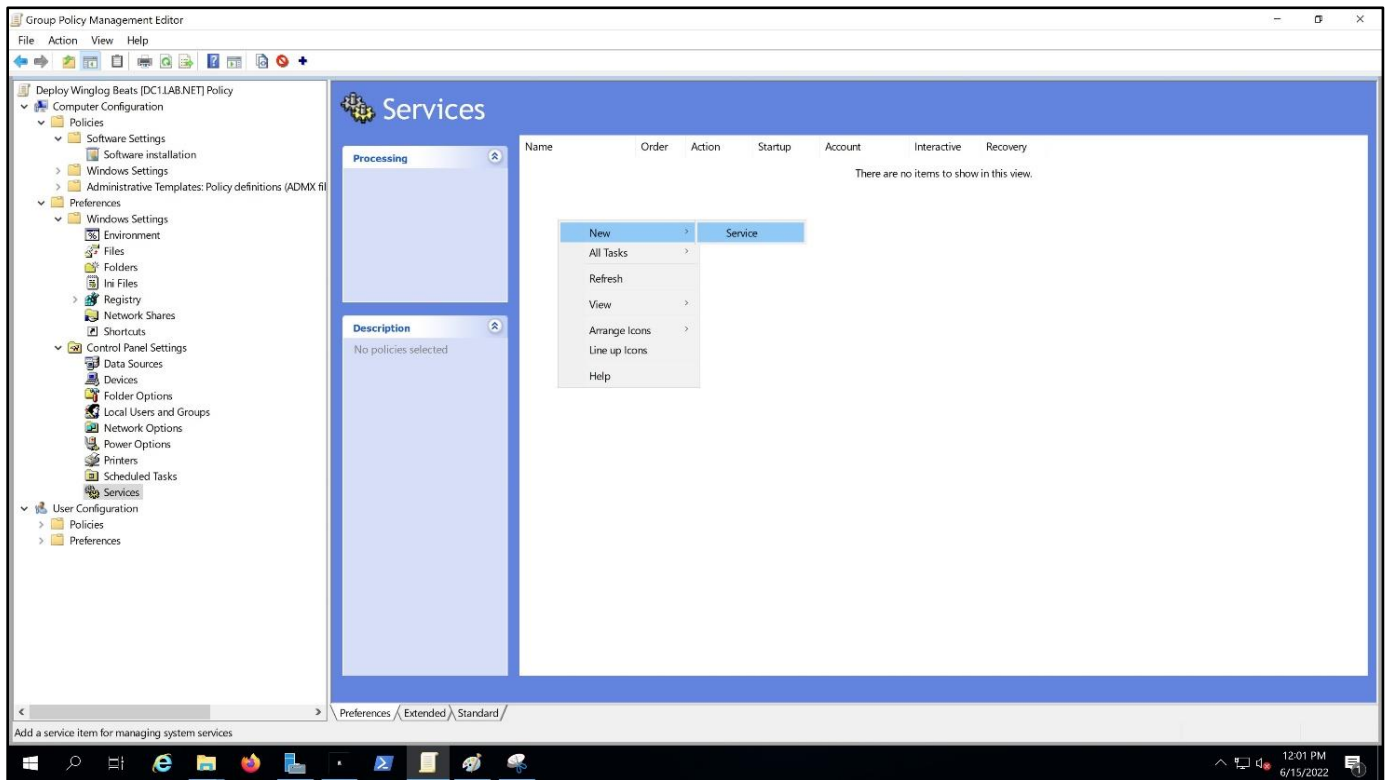 Group Policy Management Editor
File Action View Help
Deploy Winglog Beats [DC1.LAB.NET] Policy
Computer Configuration
Policies
Software Settings
Software installation
Windows Settings
Administrative Templates: Policy definitions (ADMX fil
Preferences
Windows Settings
Environment
Files
Folders
Ini Files
Registry
Network Shares
Shortcuts
Control Panel Settings
Data Sources
Devices
Folder Options
Local Users and Groups
Network Options
Power Options
Printers
Scheduled Tasks
Services
User Configuration
Policies
Preferences
Services
Processing
Description
No policies selected
Name Order Action Startup Account Interactive Recovery
There are no items to show in this view.
New
Service
All Tasks
Refresh
View
Arrange Icons
Line up Icons
Help
Preferences Extended Standard
Add a service item for managing system services
12:01 PM
6/15/2022